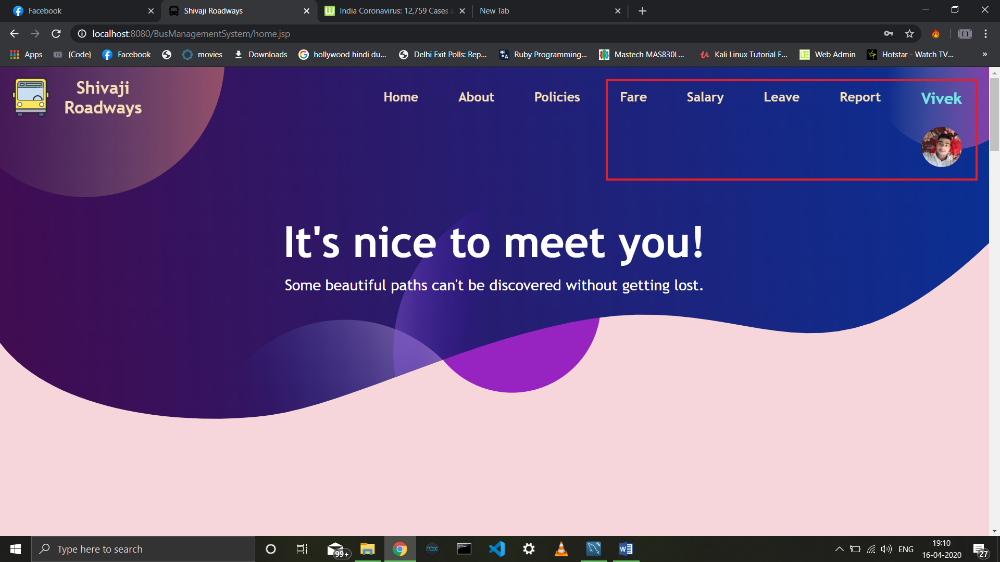 Facebook
Shivaji Roadways
India Coronavirus: 12,759 Cases a
New Tab
localhost:8080/BusManagementSystem/home.jsp
Apps
{Code}
Facebook
movies
Downloads
hollywood hindi du...
Delhi Exit Polls: Rep...
Ruby Programming...
Mastech MAS830L...
Kali Linux Tutorial F...
LTE
Web Admin
Hotstar - Watch TV...
»
Shivaji
Roadways
Home
About
Policies
Fare
Salary
Leave
Report
Vivek
It's nice to meet you!
Some beautiful paths can't be discovered without getting lost.
Type here to search
99+
nox
ENG
19:10
16-04-2020
27